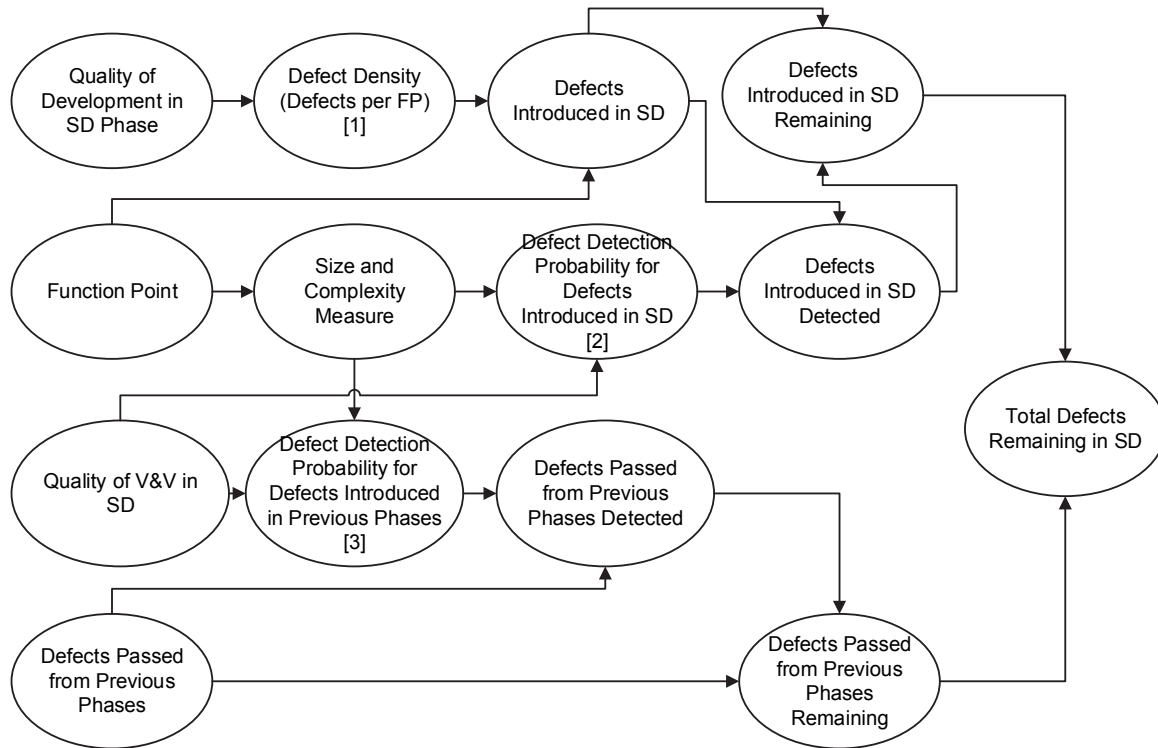 Quality of
Development in
SD Phase
Defect Density
(Defects per FP)
[1]
Defects
Introduced in SD
Defects
Introduced in SD
Remaining
Function Point
Size and
Complexity
Measure
Defect Detection
Probability for
Defects
Introduced in SD
[2]
Defects
Introduced in SD
Detected
Total Defects
Remaining in SD
Quality of V&V in
SD
Defect Detection
Probability for
Defects Introduced
in Previous Phases
[3]
Defects Passed
from Previous
Phases Detected
Defects Passed
from Previous
Phases
Defects Passed
from Previous
Phases
Remaining